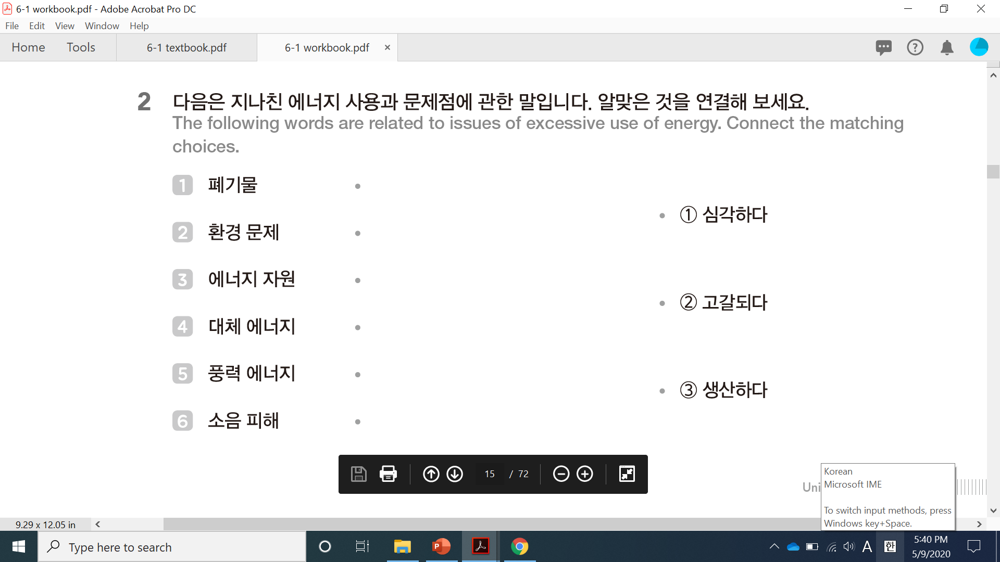 6-1 workbook.pdf - Adobe Acrobat Pro DC
File Edit View Window Help
Home Tools 6-1 textbook.pdf 6-1 workbook.pdf ×
2 다음은 지나친 에너지 사용과 문제점에 관한 말입니다. 알맞은 것을 연결해 보세요.
The following words are related to issues of excessive use of energy. Connect the matching
choices.
1 폐기물
① 심각하다
2 환경 문제
3 에너지 자원
② 고갈되다
4 대체 에너지
5 풍력 에너지
③ 생산하다
6 소음 피해
15 / 72
Korean
Microsoft IME
To switch input methods, press
Windows key+Space.
9.29 x 12.05 in
Type here to search
A 한
5:40 PM
5/9/2020